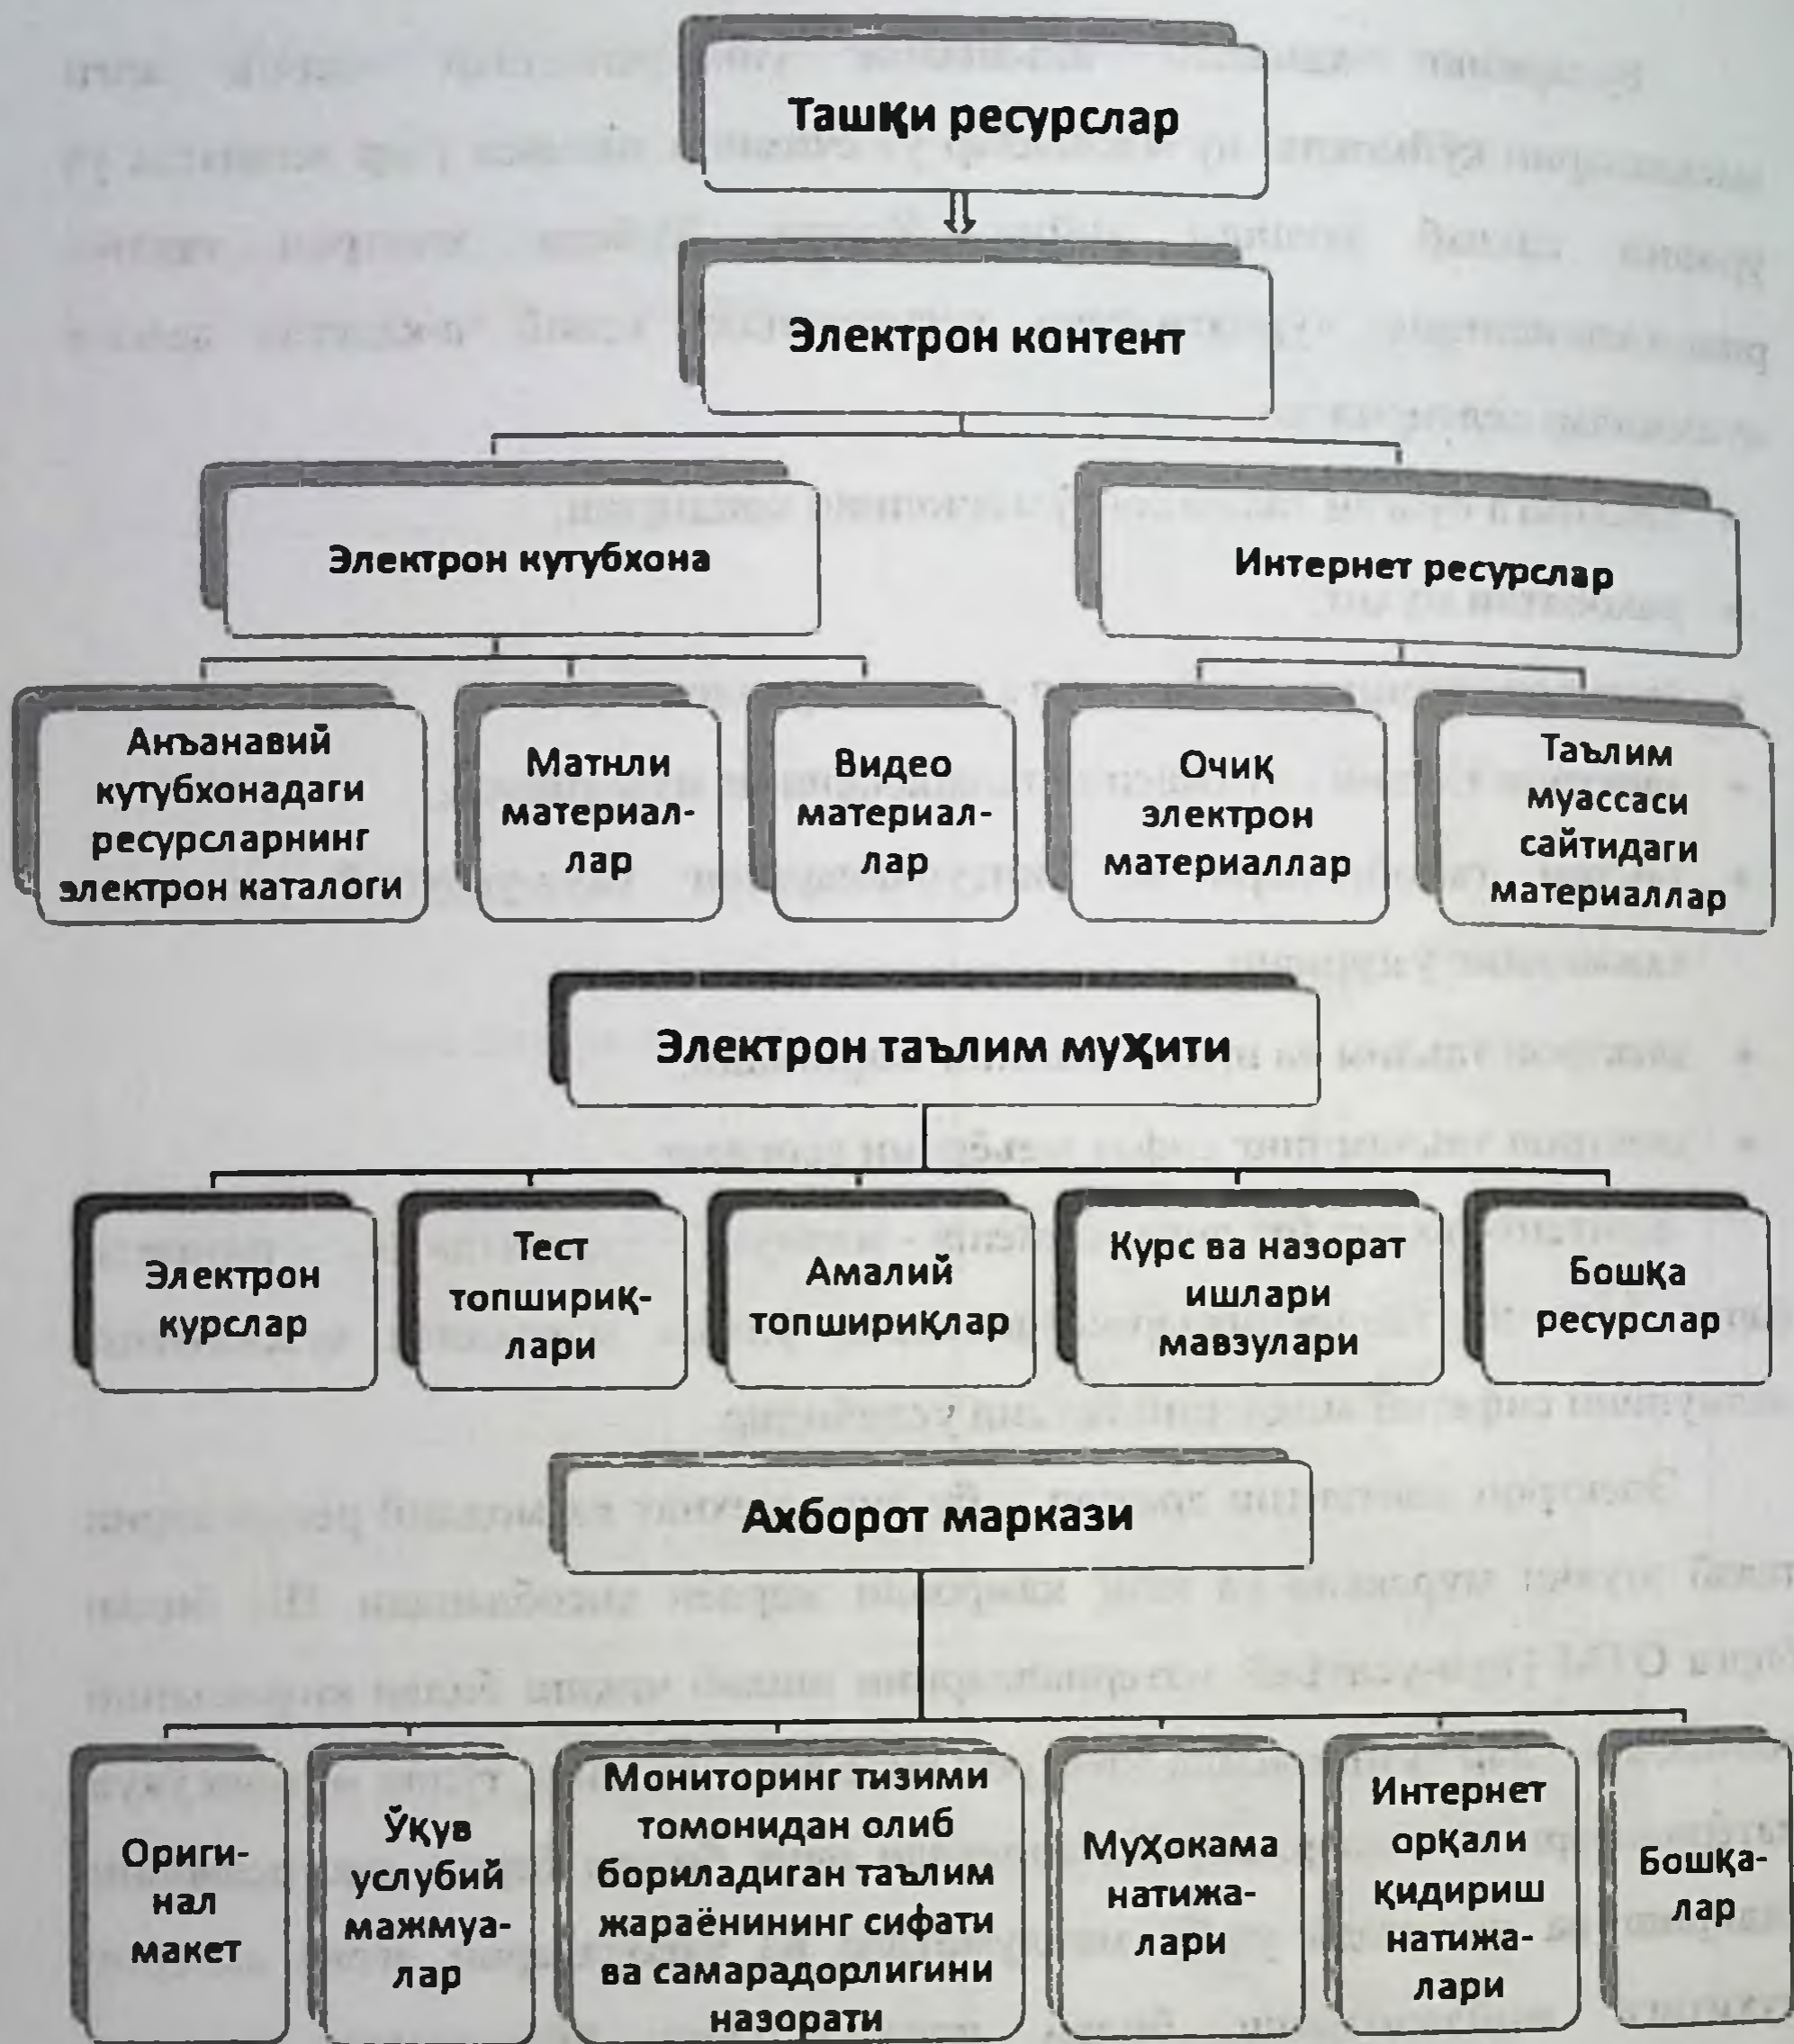 Ташқи ресурслар
Электрон контент
Электрон кутубхона
Интернет ресурслар
Анъанавий
кутубхонадаги
ресурсларнинг
электрон каталоги
Матнли
материал-
лар
Видео
материал-
лар
Очиқ
электрон
материаллар
Таълим
муассаси
сайтидаги
материаллар
Электрон таълим муҳити
Электрон
курслар
Тест
топшириқ-
лари
Амалий
топшириқлар
Курс ва назорат
ишлари
мавзулари
Бошқа
ресурслар
Ахборот маркази
Ориги-
нал
макет
Ўқув
услубий
мажмуа-
лар
Мониторинг тизими
томонидан олиб
бориладиган таълим
жараёнининг сифати
ва самарадорлигини
назорати
Муҳокама
натижа-
лари
Интернет
орқали
қидириш
натижа-
лари
Бошқа-
лар